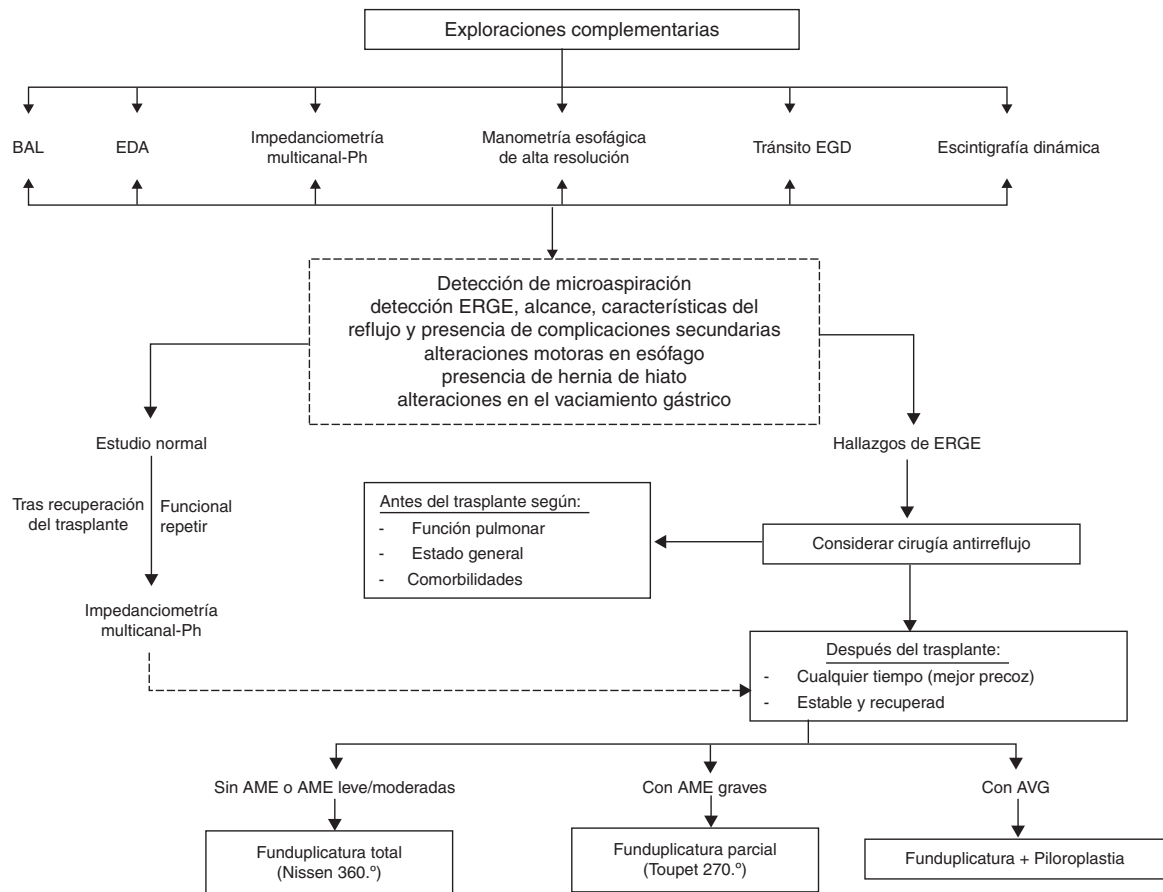 Exploraciones complementarias
BAL
EDA
Impedanciometría
multicanal-Ph
Manometría esofágica
de alta resolución
Tránsito EGD
Escintigrafía dinámica
Detección de microaspiración
detección ERGE, alcance, características del
reflujo y presencia de complicaciones secundarias
alteraciones motoras en esófago
presencia de hernia de hiato
alteraciones en el vaciamiento gástrico
Estudio normal
Hallazgos de ERGE
Tras recuperación
del trasplante
Funcional
repetir
Antes del trasplante según:
- Función pulmonar
- Estado general
- Comorbilidades
Considerar cirugía antirreflujo
Impedanciometría
multicanal-Ph
Después del trasplante:
- Cualquier tiempo (mejor precoz)
- Estable y recuperad
Sin AME o AME leve/moderadas
Con AME graves
Con AVG
Funduplicatura total
(Nissen 360.º)
Funduplicatura parcial
(Toupet 270.º)
Funduplicatura + Piloroplastia